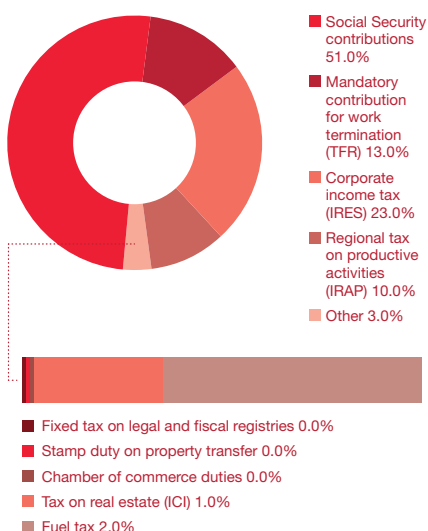 Social Security
contributions
51.0%
Mandatory
contribution
for work
termination
(TFR) 13.0%
Corporate
income tax
(IRES) 23.0%
Regional tax
on productive
activities
(IRAP) 10.0%
Other 3.0%
Fixed tax on legal and fiscal registries 0.0%
Stamp duty on property transfer 0.0%
Chamber of commerce duties 0.0%
Tax on real estate (ICI) 1.0%
Fuel tax 2.0%